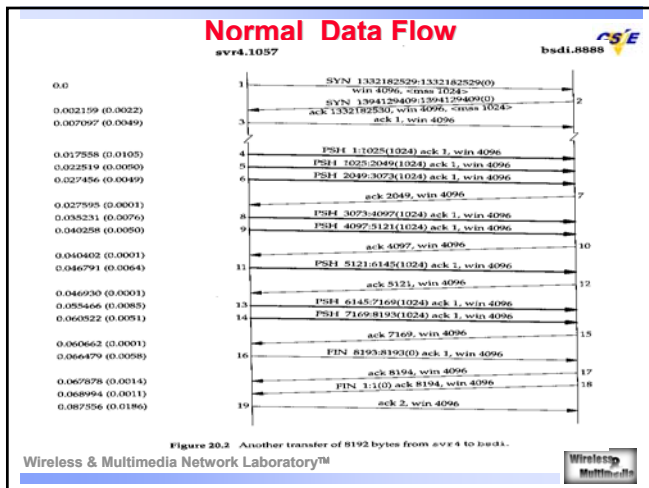 Normal Data Flow
CSIE
svr4.1057
bsdi.8888
0.0
1
SYN 1332182529:1332182529(0)
win 4096, <mss 1024>
2
SYN 1394129409:1394129409(0)
ack 1332182530, win 4096, <mss 1024>
0.002159 (0.0022)
0.007097 (0.0049)
3
ack 1, win 4096
0.017558 (0.0105)
4
PSH 1:1025(1024) ack 1, win 4096
0.022519 (0.0050)
5
PSH 1025:2049(1024) ack 1, win 4096
0.027456 (0.0049)
6
PSH 2049:3073(1024) ack 1, win 4096
0.027595 (0.0001)
ack 2049, win 4096
7
0.035231 (0.0076)
8
PSH 3073:4097(1024) ack 1, win 4096
0.040258 (0.0050)
9
PSH 4097:5121(1024) ack 1, win 4096
0.040402 (0.0001)
ack 4097, win 4096
10
0.046791 (0.0064)
11
PSH 5121:6145(1024) ack 1, win 4096
0.046930 (0.0001)
ack 5121, win 4096
12
0.055466 (0.0085)
13
PSH 6145:7169(1024) ack 1, win 4096
0.060522 (0.0051)
14
PSH 7169:8193(1024) ack 1, win 4096
0.060662 (0.0001)
ack 7169, win 4096
15
0.066479 (0.0058)
16
FIN 8193:8193(0) ack 1, win 4096
0.067878 (0.0014)
ack 8194, win 4096
17
0.068994 (0.0011)
FIN 1:1(0) ack 8194, win 4096
18
0.087556 (0.0186)
19
ack 2, win 4096
Figure 20.2 Another transfer of 8192 bytes from svr4 to bsdi.
Wireless & Multimedia Network Laboratory™
Wireless
Multimedia